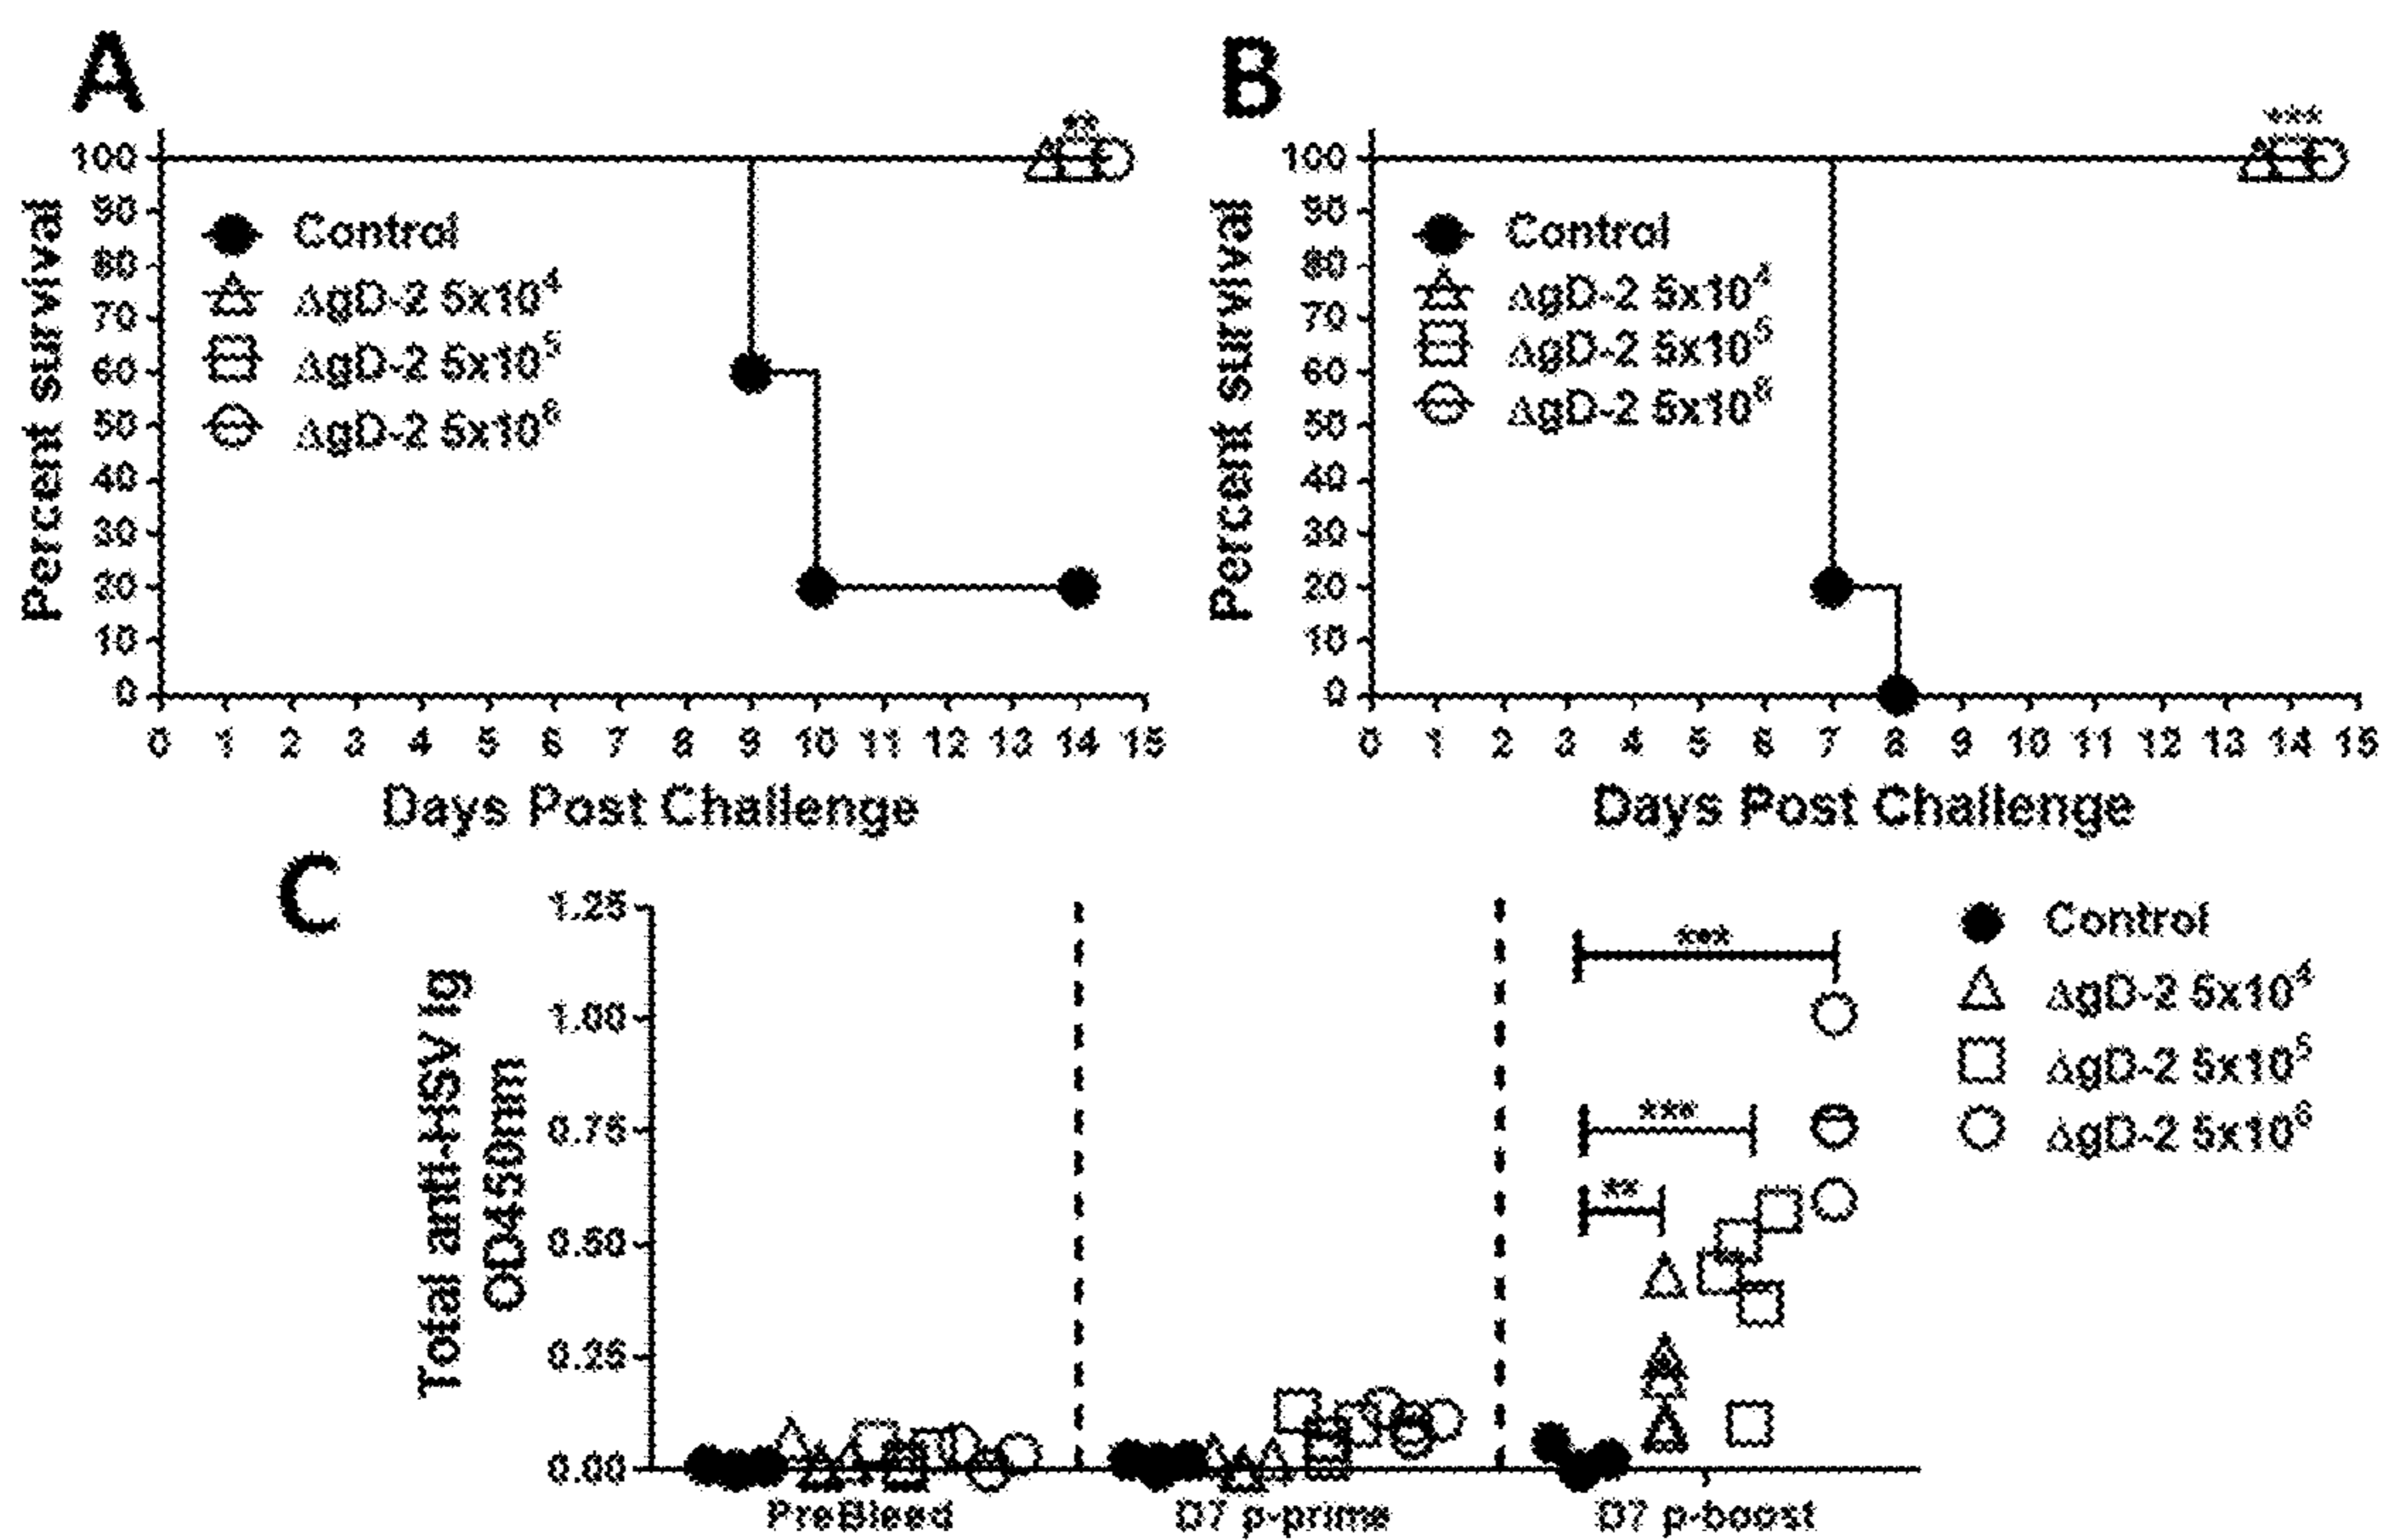 A
Percent survival
100
90
80
70
60
50
40
30
20
10
0
Control
ΔgD-2 5x10⁴
ΔgD-2 5x10⁵
ΔgD-2 5x10⁶
**
0 1 2 3 4 5 6 7 8 9 10 11 12 13 14 15
Days Post Challenge
B
Percent survival
100
90
80
70
60
50
40
30
20
10
0
Control
ΔgD-2 5x10⁴
ΔgD-2 5x10⁵
ΔgD-2 5x10⁶
***
0 1 2 3 4 5 6 7 8 9 10 11 12 13 14 15
Days Post Challenge
C
Total anti-HSV Ig
OD450nm
1.25
1.00
0.75
0.50
0.25
0.00
***
***
**
Control
ΔgD-2 5x10⁴
ΔgD-2 5x10⁵
ΔgD-2 5x10⁶
PreBleed D7 p-prime D7 p-boost